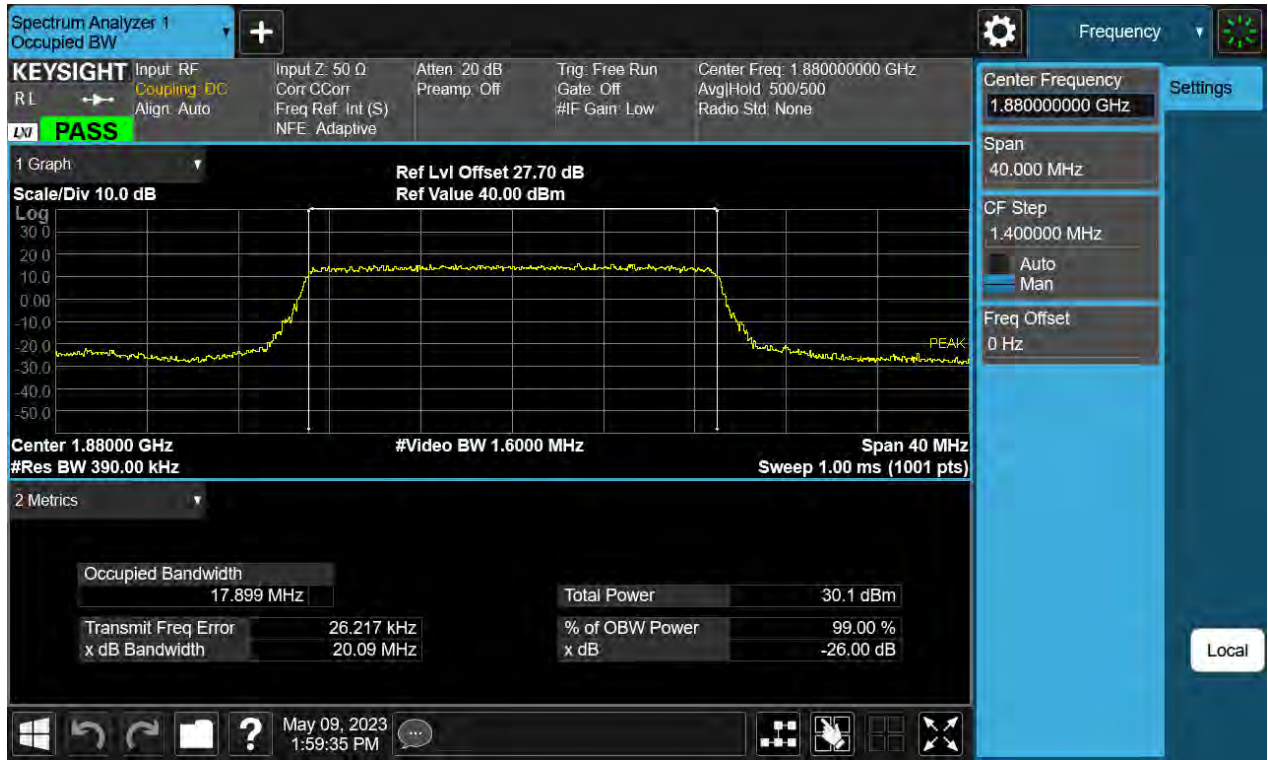 Spectrum Analyzer 1
Occupied BW
+
Frequency
KEYSIGHT
RL
LXI
PASS
Input: RF
Coupling: DC
Align: Auto
Input Z: 50 Ω
Corr CCorr
Freq Ref: Int (S)
NFE: Adaptive
Atten: 20 dB
Preamp: Off
Trig: Free Run
Gate: Off
#IF Gain: Low
Center Freq: 1.880000000 GHz
Avg|Hold: 500/500
Radio Std: None
1 Graph
Scale/Div 10.0 dB
Ref Lvl Offset 27.70 dB
Ref Value 40.00 dBm
Log
30.0
20.0
10.0
0.00
-10.0
-20.0
-30.0
-40.0
-50.0
PEAK
Center 1.88000 GHz
#Video BW 1.6000 MHz
Span 40 MHz
#Res BW 390.00 kHz
Sweep 1.00 ms (1001 pts)
2 Metrics
Occupied Bandwidth
17.899 MHz
Total Power 30.1 dBm
Transmit Freq Error 26.217 kHz
% of OBW Power 99.00 %
x dB Bandwidth 20.09 MHz
x dB -26.00 dB
?
May 09, 2023
1:59:35 PM
Center Frequency
1.880000000 GHz
Settings
Span
40.000 MHz
CF Step
1.400000 MHz
Auto
Man
Freq Offset
0 Hz
Local